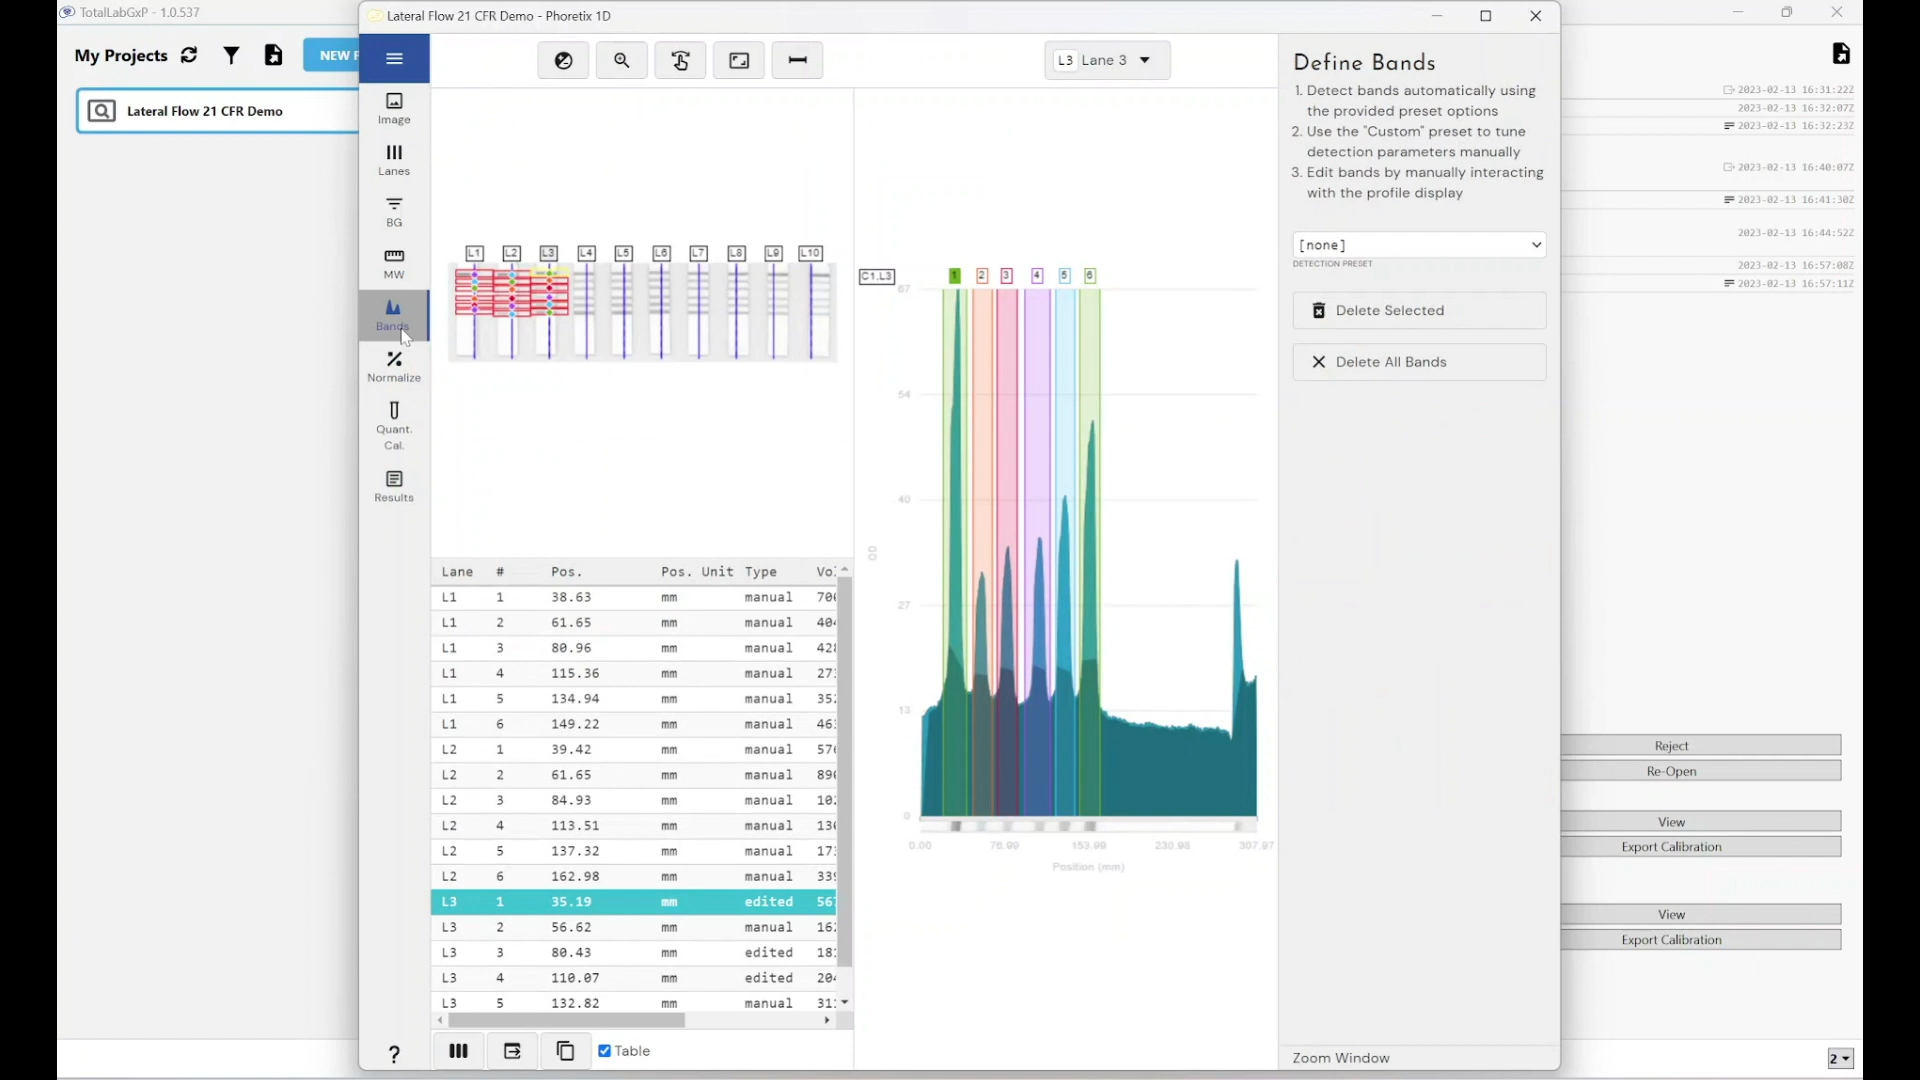 TotalLabGxP - 1.0.537
Lateral Flow 21 CFR Demo - Phoretix 1D
My Projects
NEW
Lateral Flow 21 CFR Demo
Image
Lanes
BG
MW
Bands
Normalize
Quant.
Cal.
Results
?
L3 Lane 3
L1 L2 L3 L4 L5 L6 L7 L8 L9 L10
Lane # Pos. Pos. Unit Type
L1 1 38.63 mm manual
L1 2 61.65 mm manual
L1 3 80.96 mm manual
L1 4 115.36 mm manual
L1 5 134.94 mm manual
L1 6 149.22 mm manual
L2 1 39.42 mm manual
L2 2 61.65 mm manual
L2 3 84.93 mm manual
L2 4 113.51 mm manual
L2 5 137.32 mm manual
L2 6 162.98 mm manual
L3 1 35.19 mm edited
L3 2 56.62 mm manual
L3 3 80.43 mm edited
L3 4 110.07 mm edited
L3 5 132.82 mm manual
Table
C1.L3
1 2 3 4 5 6
67
54
40
27
13
0
OD
0.00 76.99 153.99 230.98 307.97
Position (mm)
Define Bands
1. Detect bands automatically using
the provided preset options
2. Use the "Custom" preset to tune
detection parameters manually
3. Edit bands by manually interacting
with the profile display
[none]
DETECTION PRESET
Delete Selected
Delete All Bands
Zoom Window
2023-02-13 16:31:22Z
2023-02-13 16:32:07Z
2023-02-13 16:32:23Z
2023-02-13 16:40:07Z
2023-02-13 16:41:30Z
2023-02-13 16:44:52Z
2023-02-13 16:57:08Z
2023-02-13 16:57:11Z
Reject
Re-Open
View
Export Calibration
View
Export Calibration
2